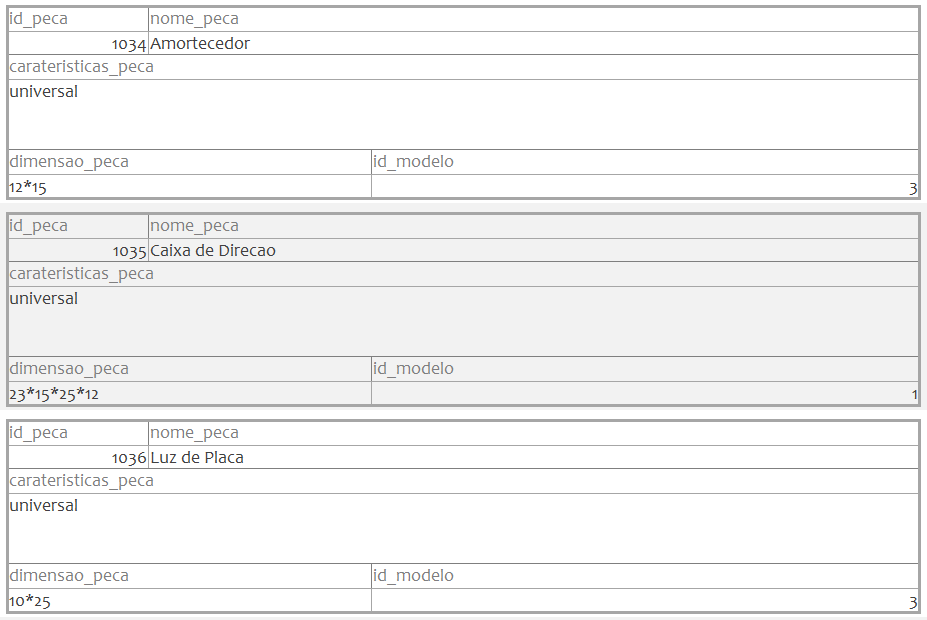 id_peca nome_peca
1034 Amortecedor
carateristicas_peca
universal
dimensao_peca id_modelo
12*15 3
id_peca nome_peca
1035 Caixa de Direcao
carateristicas_peca
universal
dimensao_peca id_modelo
23*15*25*12 1
id_peca nome_peca
1036 Luz de Placa
carateristicas_peca
universal
dimensao_peca id_modelo
10*25 3